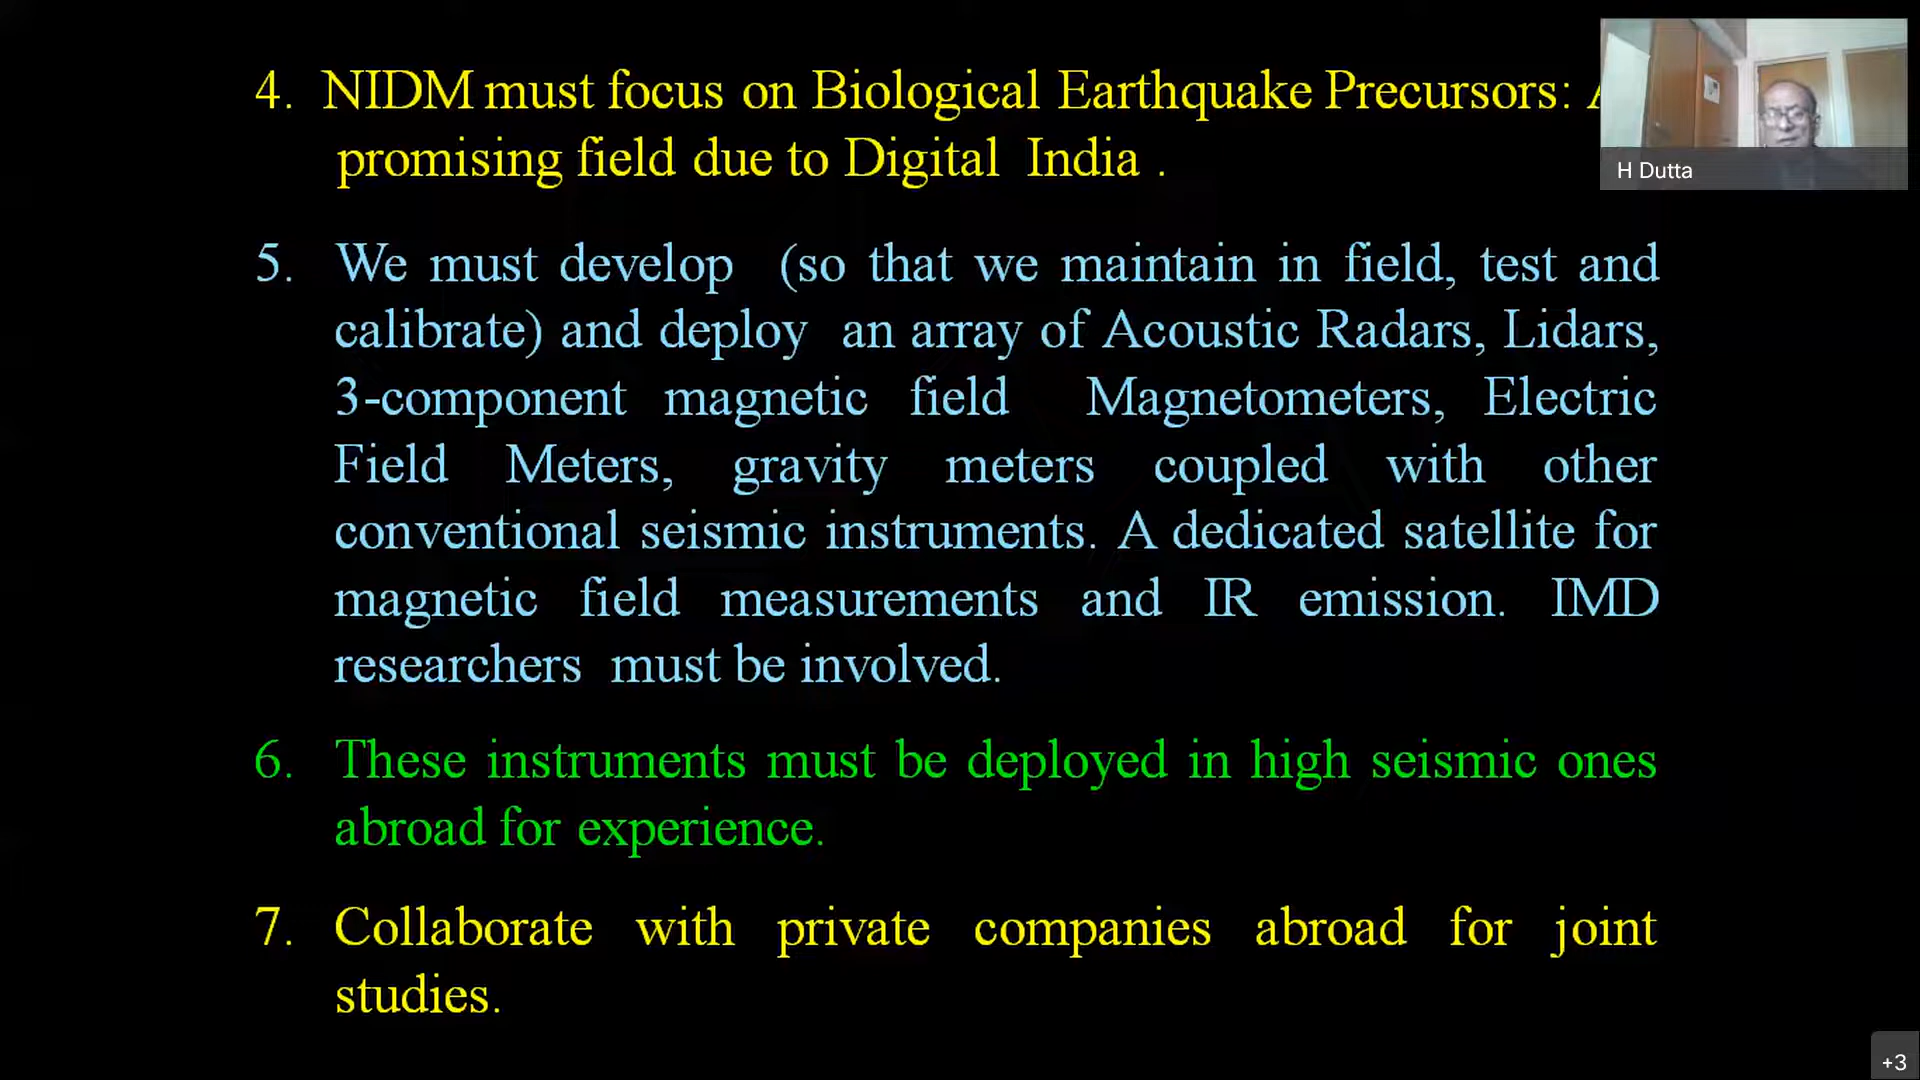 4. NIDM must focus on Biological Earthquake Precursors:
promising field due to Digital India .
5. We must develop (so that we maintain in field, test and
calibrate) and deploy an array of Acoustic Radars, Lidars,
3-component magnetic field Magnetometers, Electric
Field Meters, gravity meters coupled with other
conventional seismic instruments. A dedicated satellite for
magnetic field measurements and IR emission. IMD
researchers must be involved.
6. These instruments must be deployed in high seismic ones
abroad for experience.
7. Collaborate with private companies abroad for joint
studies.
H Dutta
+3